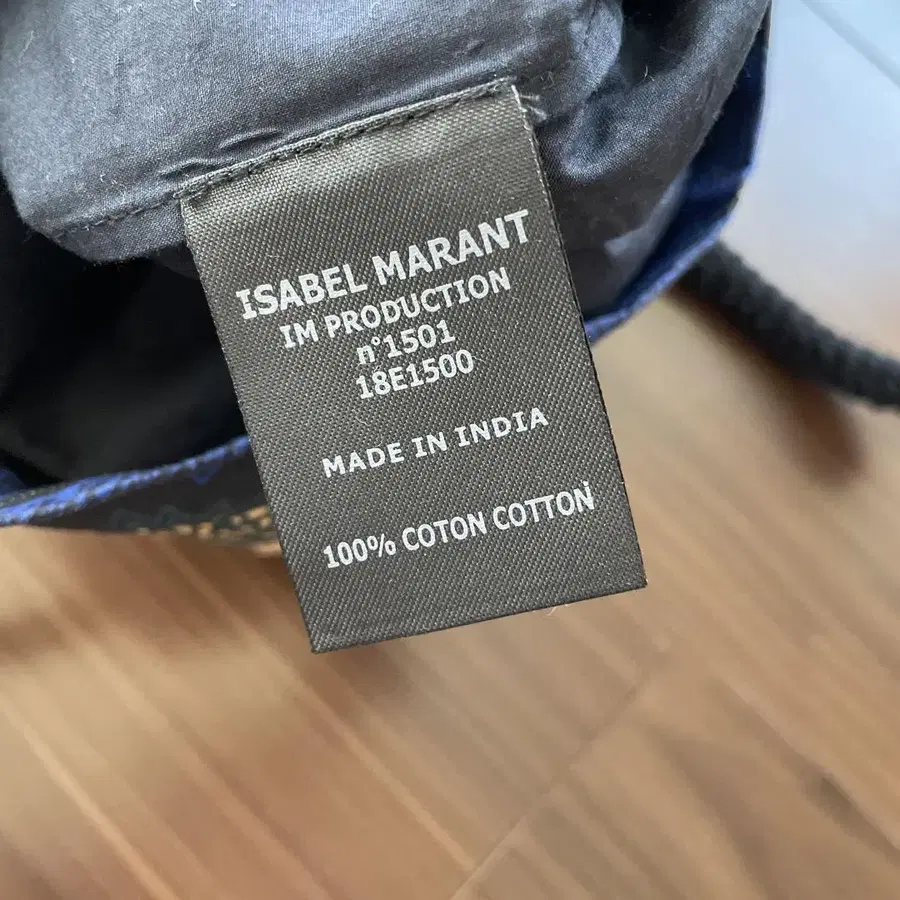 ISABEL MARANT
IM PRODUCTION
n°1501
18E1500
MADE IN INDIA
100% COTON COTTON